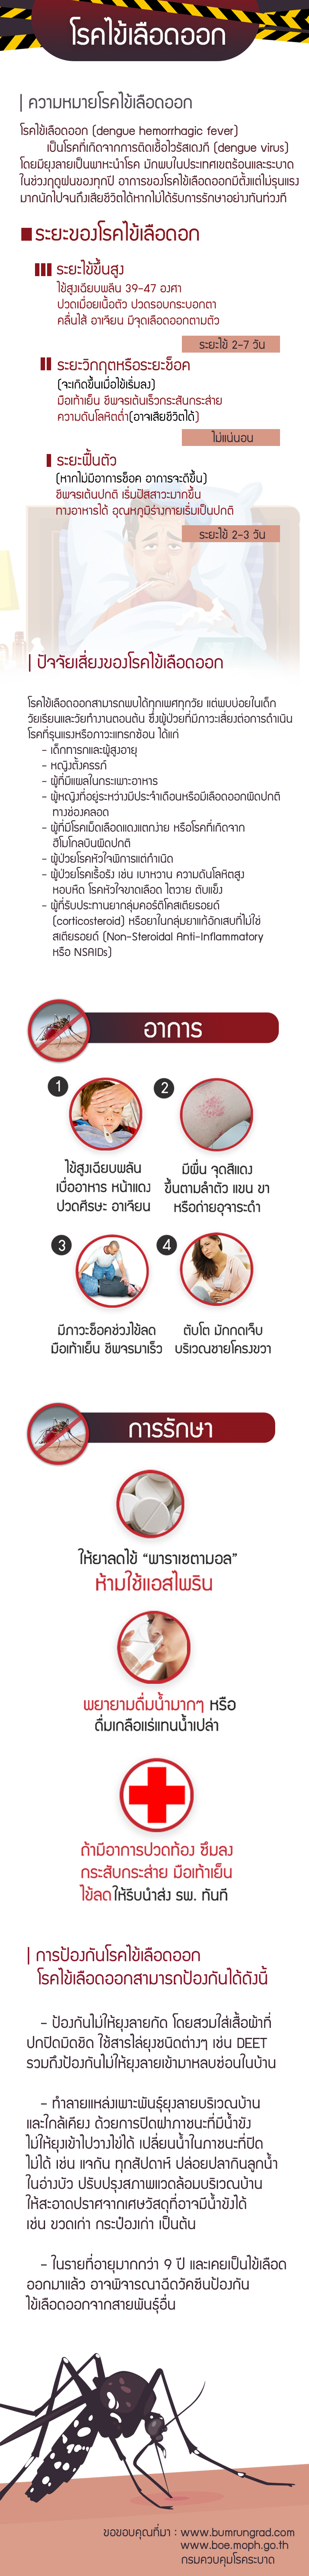 โรคไข้เลือดออก
| ความหมายโรคไข้เลือดออก
โรคไข้เลือดออก (dengue hemorrhagic fever)
เป็นโรคที่เกิดจากการติดเชื้อไวรัสเดงกี (dengue virus)
โดยมียุงลายเป็นพาหะนำโรค มักพบในประเทศเขตร้อนและระบาด
ในช่วงฤดูฝนของทุกปี อาการของโรคไข้เลือดออกมีตั้งแต่ไม่รุนแรง
มากนักไปจนถึงเสียชีวิตได้หากไม่ได้รับการรักษาอย่างทันท่วงที
ระยะของโรคไข้เลือดอก
ระยะไข้ขึ้นสูง
ไข้สูงเฉียบพลัน 39-47 องศา
ปวดเมื่อยเนื้อตัว ปวดรอบกระบอกตา
คลื่นไส้ อาเจียน มีจุดเลือดออกตามตัว
ระยะไข้ 2-7 วัน
ระยะวิกฤตหรือระยะช็อค
(จะเกิดขึ้นเมื่อไข้เริ่มลง)
มือเท้าเย็น ชีพจรเต้นเร็วกระสับกระส่าย
ความดันโลหิตต่ำ(อาจเสียชีวิตได้)
ไม่แน่นอน
ระยะฟื้นตัว
(หากไม่มีอาการช็อค อาการจะดีขึ้น)
ชีพจรเต้นปกติ เริ่มปัสสาวะมากขึ้น
ทางอาหารได้ อุณหภูมิร่างกายเริ่มเป็นปกติ
ระยะไข้ 2-3 วัน
| ปัจจัยเสี่ยงของโรคไข้เลือดออก
โรคไข้เลือดออกสามารถพบได้ทุกเพศทุกวัย แต่พบบ่อยในเด็ก
วัยเรียนและวัยทำงานตอนต้น ซึ่งผู้ป่วยที่มีภาวะเสี่ยงต่อการดำเนิน
โรคที่รุนแรงหรือภาวะแทรกซ้อน ได้แก่
- เด็กทารกและผู้สูงอายุ
- หญิงตั้งครรภ์
- ผู้ที่มีแผลในกระเพาะอาหาร
- ผู้หญิงที่อยู่ระหว่างมีประจำเดือนหรือมีเลือดออกผิดปกติ
ทางช่องคลอด
- ผู้ที่มีโรคเม็ดเลือดแดงแตกง่าย หรือโรคที่เกิดจาก
ฮีโมโกลบินผิดปกติ
- ผู้ป่วยโรคหัวใจพิการแต่กำเนิด
- ผู้ป่วยโรคเรื้อรัง เช่น เบาหวาน ความดันโลหิตสูง
หอบหืด โรคหัวใจขาดเลือด ไตวาย ตับแข็ง
- ผู้ที่รับประทานยากลุ่มคอร์ติโคสเตียรอยด์
(corticosteroid) หรือยาในกลุ่มยาแก้อักเสบที่ไม่ใช่
สเตียรอยด์ (Non-Steroidal Anti-Inflammatory
หรือ NSAIDs)
อาการ
1
2
ไข้สูงเฉียบพลัน
เบื่ออาหาร หน้าแดง
ปวดศีรษะ อาเจียน
มีผื่น จุดสีแดง
ขึ้นตามลำตัว แขน ขา
หรือถ่ายอุจาระดำ
3
4
มีภาวะช็อคช่วงไข้ลด
มือเท้าเย็น ชีพจรมาเร็ว
ตับโต มักกดเจ็บ
บริเวณชายโครงขวา
การรักษา
ให้ยาลดไข้ “พาราเซตามอล”
ห้ามใช้แอสไพริน
พยายามดื่มน้ำมากๆ หรือ
ดื่มเกลือแร่แทนน้ำเปล่า
ถ้ามีอาการปวดท้อง ซึมลง
กระสับกระส่าย มือเท้าเย็น
ไข้ลดให้รีบนำส่ง รพ. ทันที
| การป้องกันโรคไข้เลือดออก
โรคไข้เลือดออกสามารถป้องกันได้ดังนี้
- ป้องกันไม่ให้ยุงลายกัด โดยสวมใส่เสื้อผ้าที่
ปกปิดมิดชิด ใช้สารไล่ยุงชนิดต่างๆ เช่น DEET
รวมถึงป้องกันไม่ให้ยุงลายเข้ามาหลบซ่อนในบ้าน
- ทำลายแหล่งเพาะพันธุ์ยุงลายบริเวณบ้าน
และใกล้เคียง ด้วยการปิดฝาภาชนะที่มีน้ำขัง
ไม่ให้ยุงเข้าไปวางไข่ได้ เปลี่ยนน้ำในภาชนะที่ปิด
ไม่ได้ เช่น แจกัน ทุกสัปดาห์ ปล่อยปลากินลูกน้ำ
ในอ่างบัว ปรับปรุงสภาพแวดล้อมบริเวณบ้าน
ให้สะอาดปราศจากเศษวัสดุที่อาจมีน้ำขังได้
เช่น ขวดเก่า กระป๋องเก่า เป็นต้น
- ในรายที่อายุมากกว่า 9 ปี และเคยเป็นไข้เลือด
ออกมาแล้ว อาจพิจารณาฉีดวัคซีนป้องกัน
ไข้เลือดออกจากสายพันธุ์อื่น
ขอขอบคุณที่มา : www.bumrungrad.com
www.boe.moph.go.th
กรมควบคุมโรคระบาด